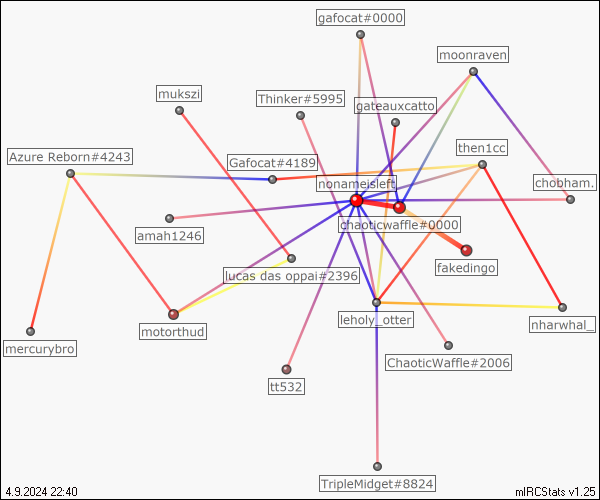 gafocat#0000
moonraven
mukszi
Thinker#5995
gateauxcatto
then1cc
Azure Reborn#4243
Gafocat#4189
nonameisleft
chobham.
chaoticwaffle#0000
amah1246
fakedingo
lucas das oppai#2396
leholy_otter
nharwhal_
motorthud
mercurybro
ChaoticWaffle#2006
tt532
TripleMidget#8824
4.9.2024 22:40
mIRCStats v1.25